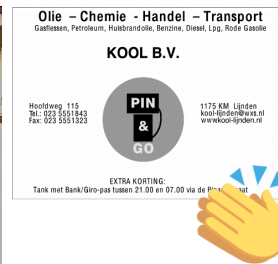 Olie – Chemie - Handel – Transport
Gasflessen, Petroleum, Huisbrandolie, Benzine, Diesel, Lpg, Rode Gasolie
KOOL B.V.
Hoofdweg 115
Tel.: 023 5551843
Fax: 023 5551323
PIN
&
GO
1175 KM Lijnden
kool-lijnden@wxs.nl
www.kool-lijnden.nl
EXTRA KORTING:
Tank met Bank/Giro-pas tussen 21.00 en 07.00 via de